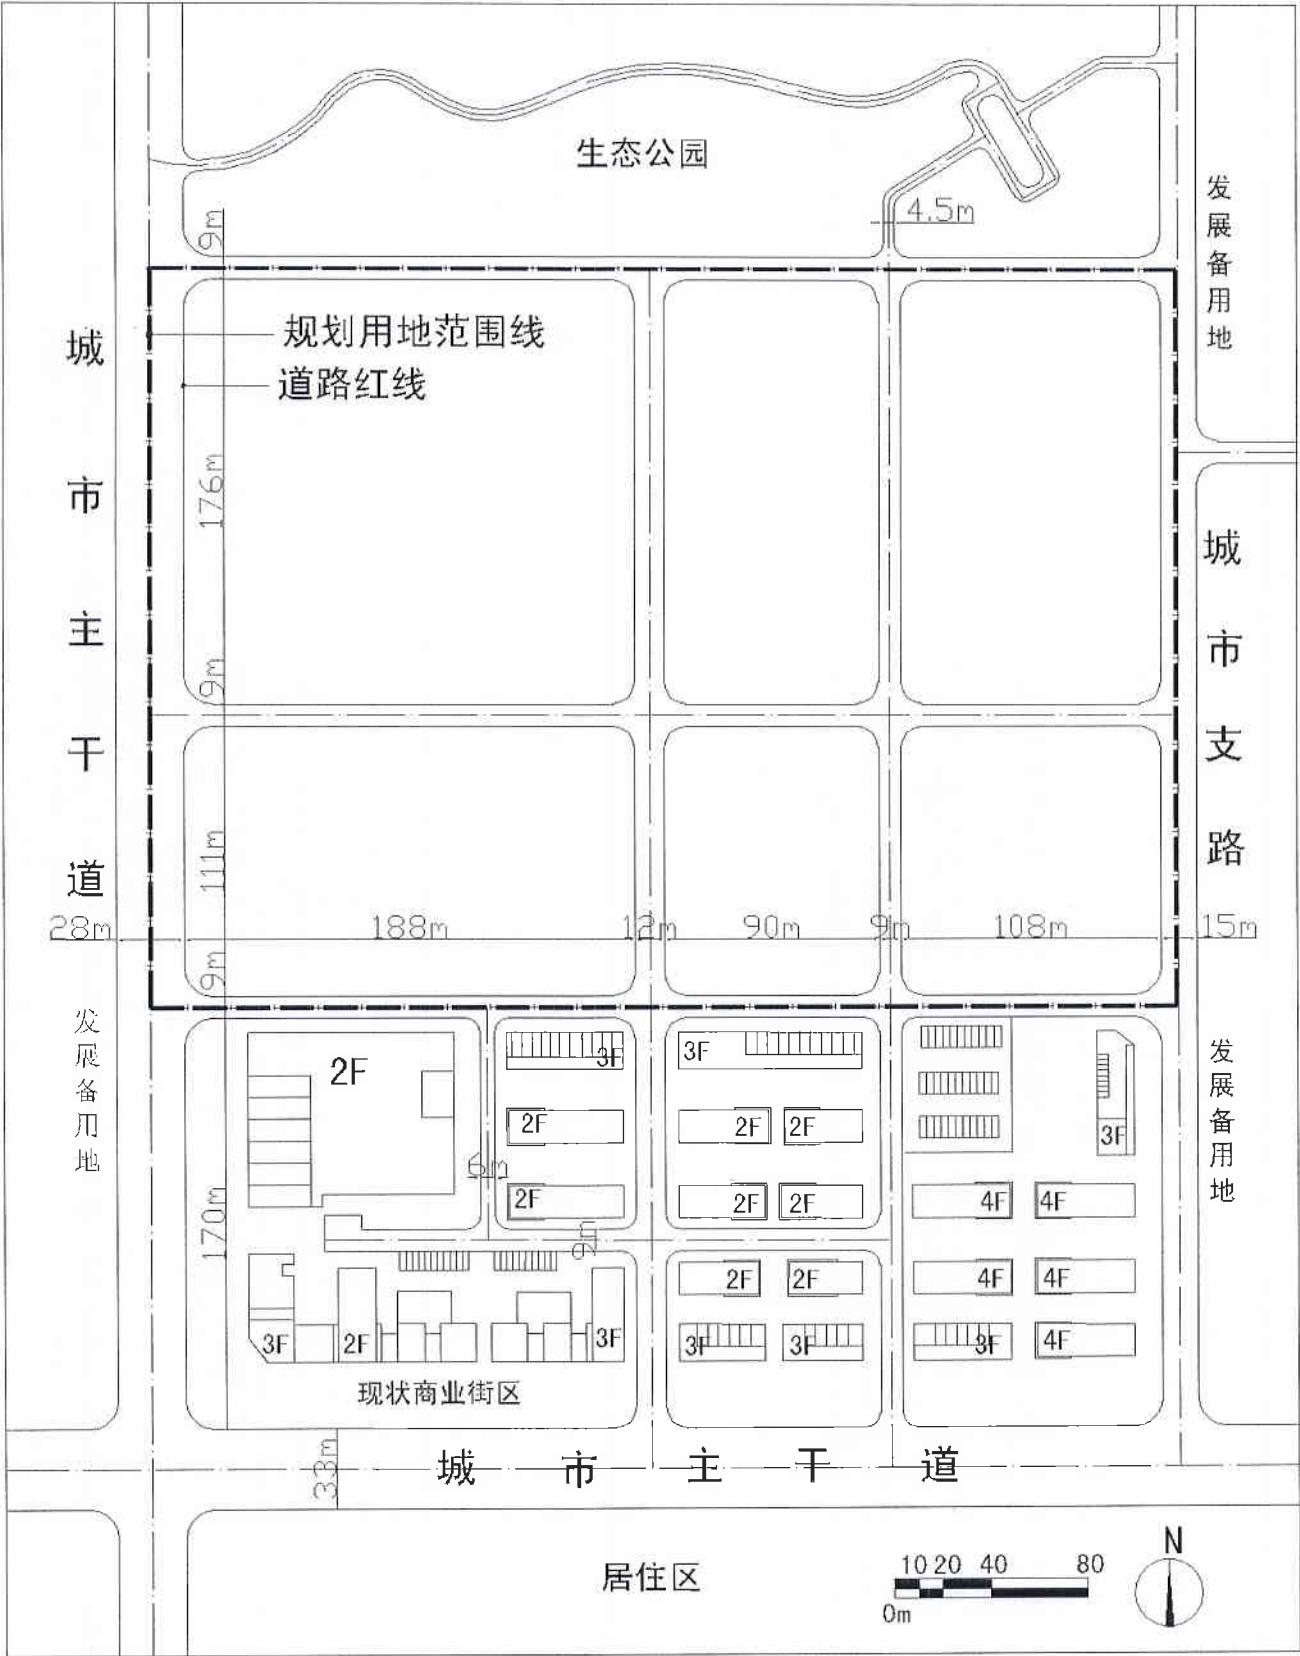 生态公园
4.5m
9m
发展备用地
规划用地范围线
道路红线
城市主干道
176m
城市支路
9m
111m
28m
188m
12m
90m
9m
108m
15m
9m
发展备用地
发展备用地
2F
3F
3F
2F
2F
2F
3F
6m
2F
2F
2F
4F
4F
170m
9m
2F
2F
4F
4F
3F
2F
3F
3F
3F
3F
4F
现状商业街区
33m
城市主干道
居住区
10 20 40 80
0m
N